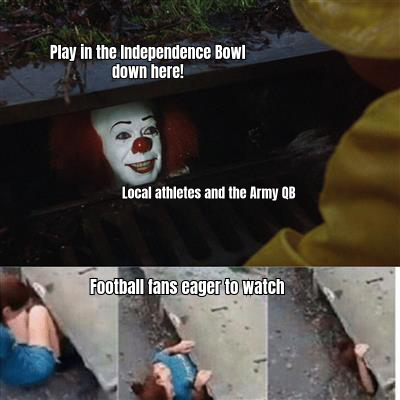 Play in the Independence Bowl
down here!
Local athletes and the Army QB
Football fans eager to watch